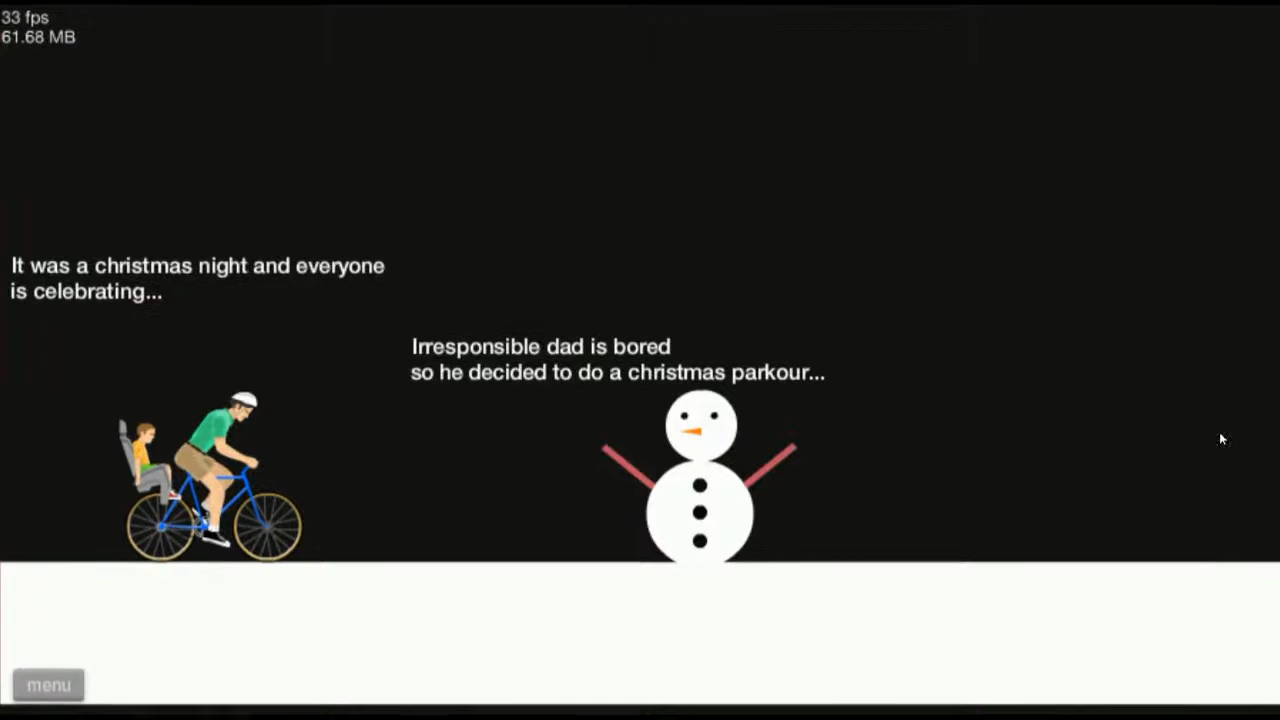 33 fps
61.68 MB
It was a christmas night and everyone
is celebrating...
Irresponsible dad is bored
so he decided to do a christmas parkour...
menu